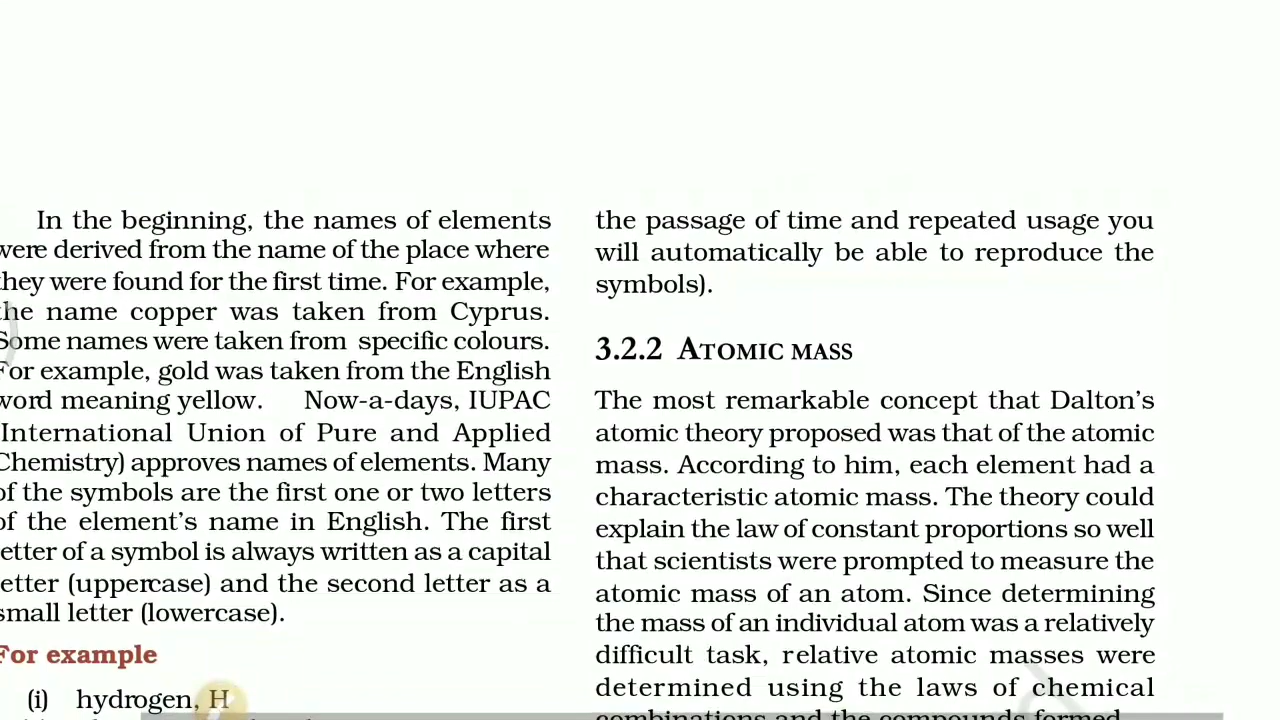 In the beginning, the names of elements
were derived from the name of the place where
they were found for the first time. For example,
the name copper was taken from Cyprus.
Some names were taken from specific colours.
For example, gold was taken from the English
word meaning yellow. Now-a-days, IUPAC
International Union of Pure and Applied
Chemistry) approves names of elements. Many
of the symbols are the first one or two letters
of the element's name in English. The first
etter of a symbol is always written as a capital
etter (uppercase) and the second letter as a
small letter (lowercase).
For example
(i) hydrogen, H
the passage of time and repeated usage you
will automatically be able to reproduce the
symbols).
3.2.2 ATOMIC MASS
The most remarkable concept that Dalton's
atomic theory proposed was that of the atomic
mass. According to him, each element had a
characteristic atomic mass. The theory could
explain the law of constant proportions so well
that scientists were prompted to measure the
atomic mass of an atom. Since determining
the mass of an individual atom was a relatively
difficult task, relative atomic masses were
determined using the laws of chemical
combinations and the compounds formed